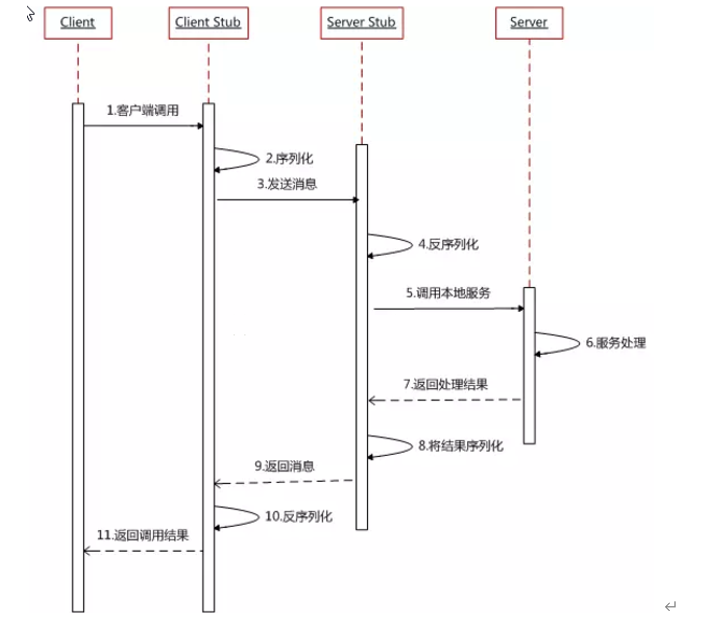 Client
Client Stub
Server Stub
Server
1.客户端调用
2.序列化
3.发送消息
4.反序列化
5.调用本地服务
6.服务处理
7.返回处理结果
8.将结果序列化
9.返回消息
10.反序列化
11.返回调用结果